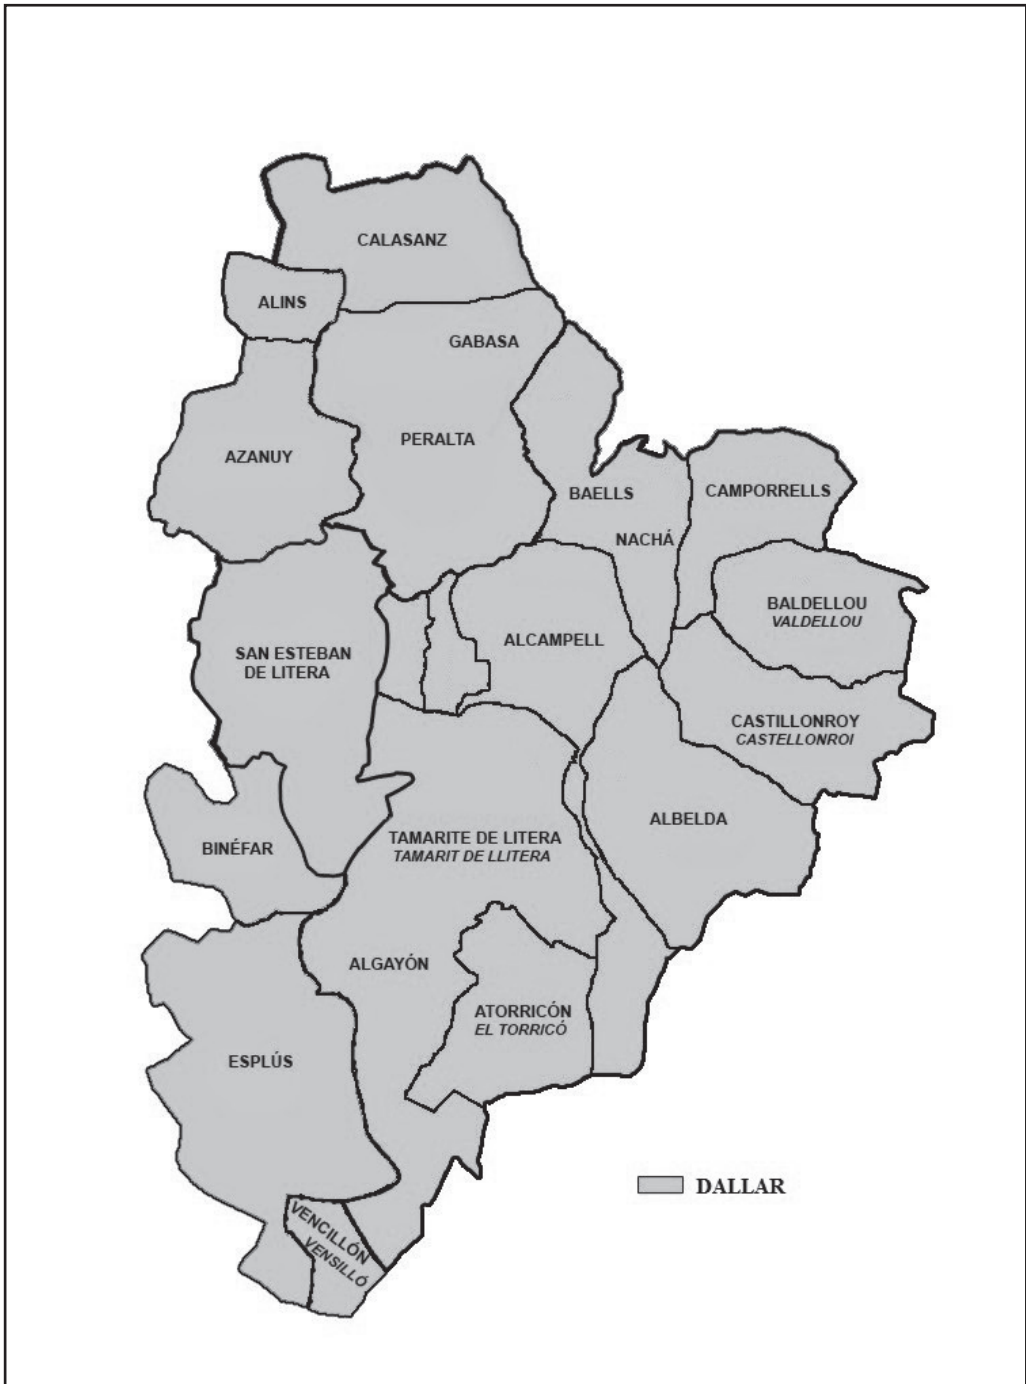 CALASANZ
ALINS
GABASA
PERALTA
AZANUY
BAELLS
CAMPORRELLS
NACHÁ
BALDELLOU
VALDELLOU
ALCAMPELL
SAN ESTEBAN
DE LITERA
CASTILLONROY
CASTELLONROI
ALBELDA
TAMARITE DE LITERA
TAMARIT DE LLITERA
BINÉFAR
ALGAYÓN
ATORRICÓN
EL TORRICÓ
ESPLÚS
DALLAR
VENCILLÓN
VENSILLÓ